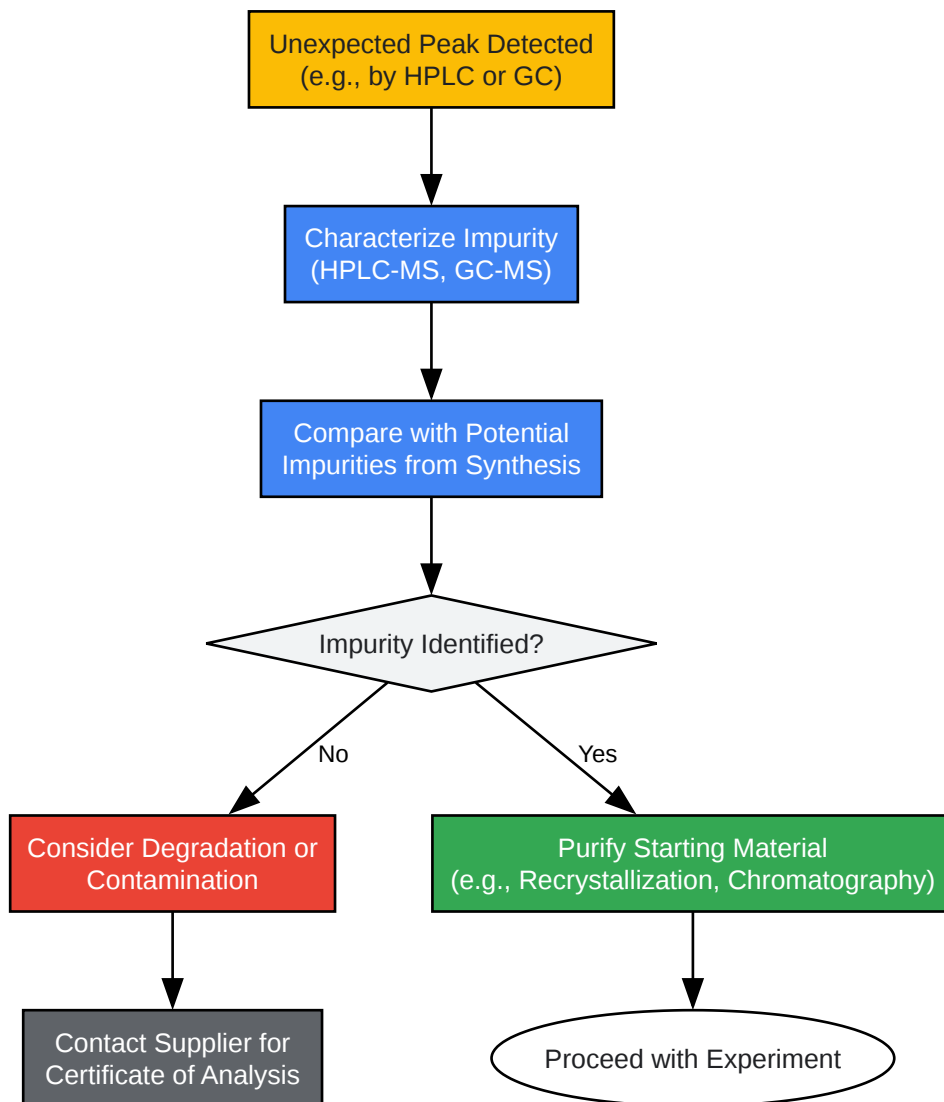 Unexpected Peak Detected
(e.g., by HPLC or GC)
Characterize Impurity
(HPLC-MS, GC-MS)
Compare with Potential
Impurities from Synthesis
Impurity Identified?
No
Yes
Consider Degradation or
Contamination
Purify Starting Material
(e.g., Recrystallization, Chromatography)
Contact Supplier for
Certificate of Analysis
Proceed with Experiment